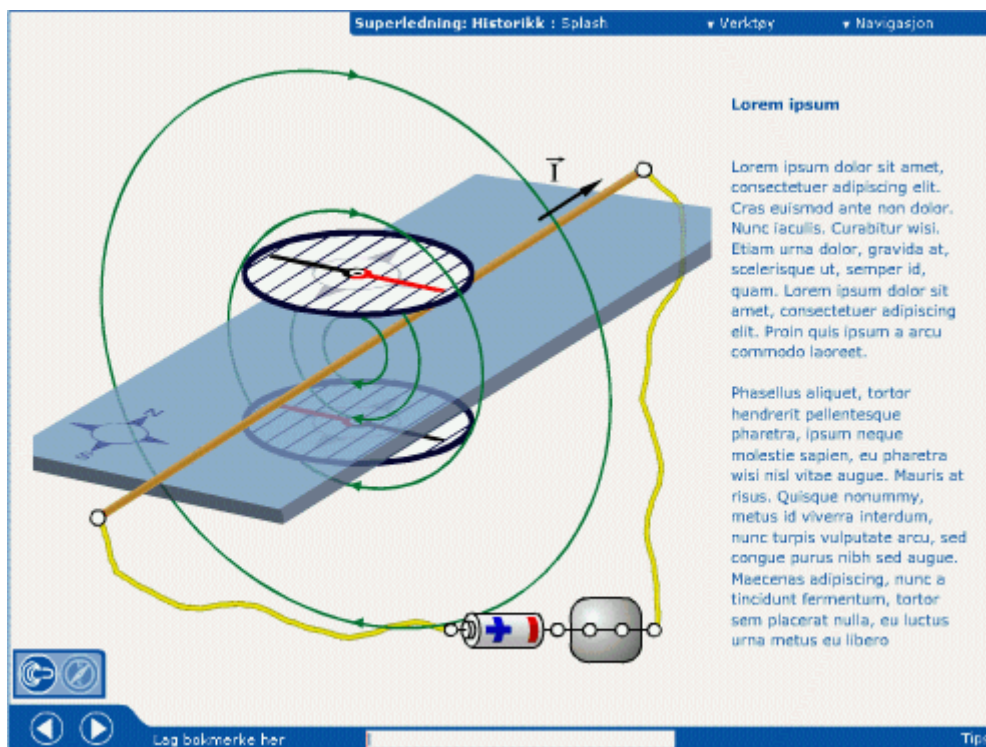 Superledning: Historikk : Splash
▾ Verktøy
▾ Navigasjon
Lorem ipsum
Lorem ipsum dolor sit amet,
consectetuer adipiscing elit.
Cras euismod ante non dolor.
Nunc iaculis. Curabitur wisi.
Etiam urna dolor, gravida at,
scelerisque ut, semper id,
quam. Lorem ipsum dolor sit
amet, consectetuer adipiscing
elit. Proin quis ipsum a arcu
commodo laoreet.
Phasellus aliquet, tortor
hendrerit pellentesque
pharetra, ipsum neque
molestie sapien, eu pharetra
wisi nisl vitae augue. Mauris at
risus. Quisque nonummy,
metus id viverra interdum,
nunc turpis vulputate arcu, sed
congue purus nibh sed augue.
Maecenas adipiscing, nunc a
tincidunt fermentum, tortor
sem placerat nulla, eu luctus
urna metus eu libero
I
N
S
+
-
Lag bokmerke her
Tips